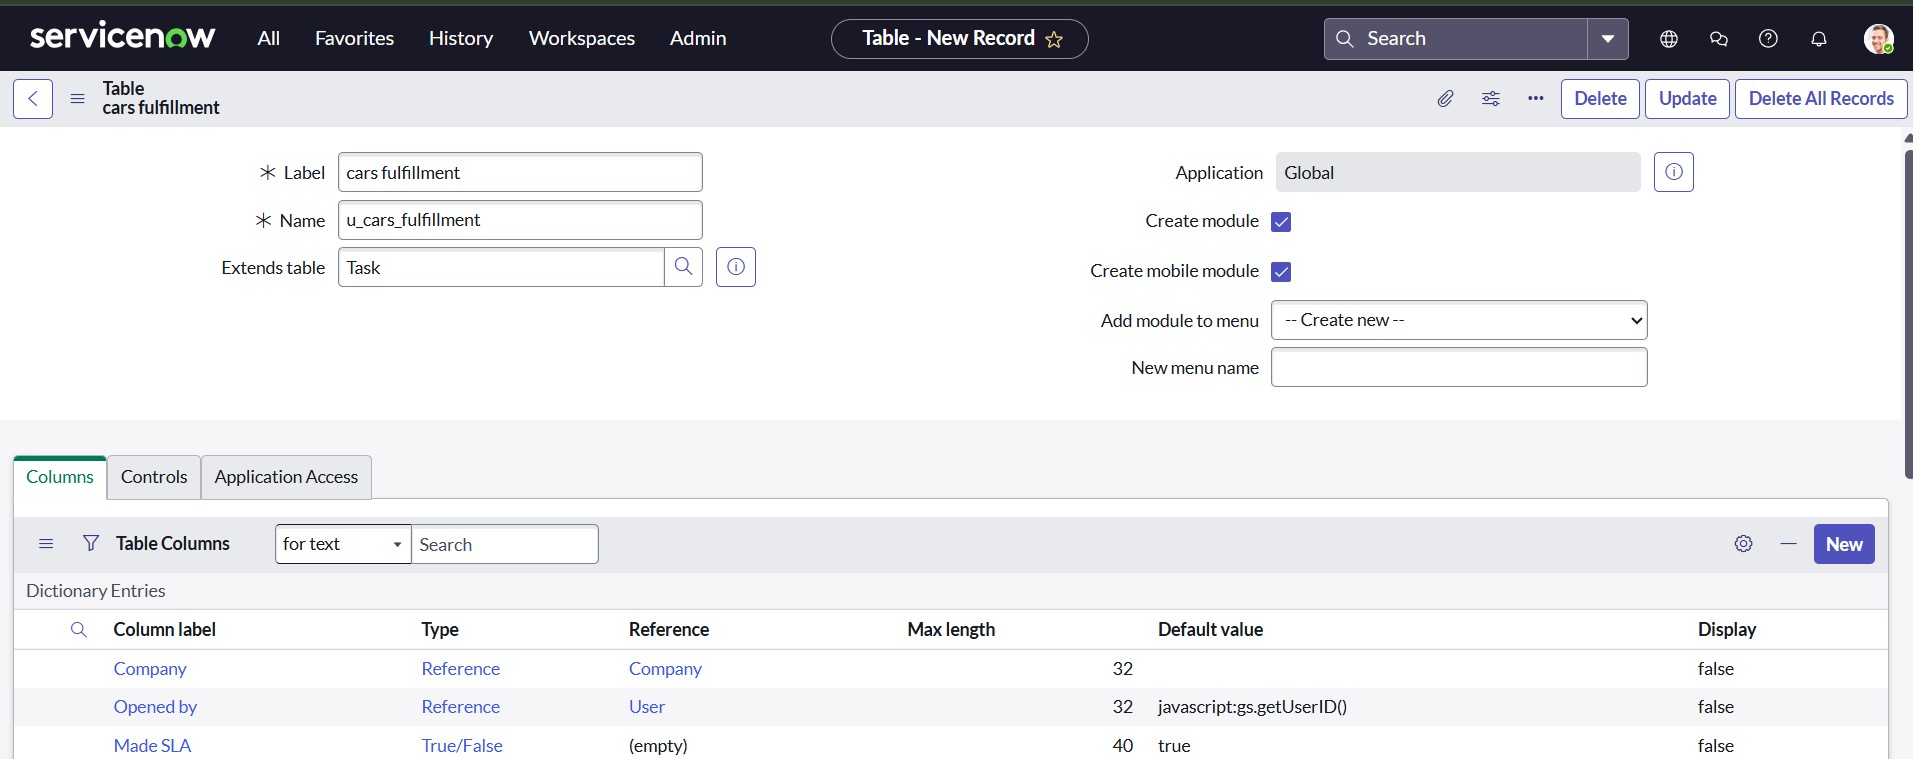 servicenow All Favorites History Workspaces Admin Table - New Record Search
Table
cars fulfillment
Delete Update Delete All Records
Label cars fulfillment
Name u_cars_fulfillment
Extends table Task
Application Global
Create module
Create mobile module
Add module to menu -- Create new --
New menu name
Columns Controls Application Access
Table Columns for text Search New
Dictionary Entries
Column label Type Reference Max length Default value Display
Company Reference Company 32 false
Opened by Reference User 32 javascript:gs.getUserID() false
Made SLA True/False (empty) 40 true false